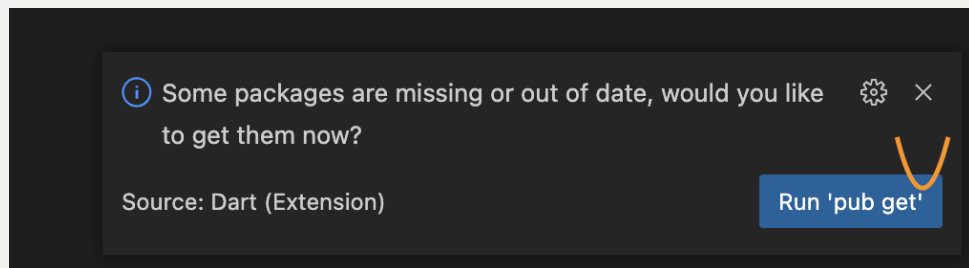 Some packages are missing or out of date, would you like
to get them now?
Source: Dart (Extension)
Run 'pub get'